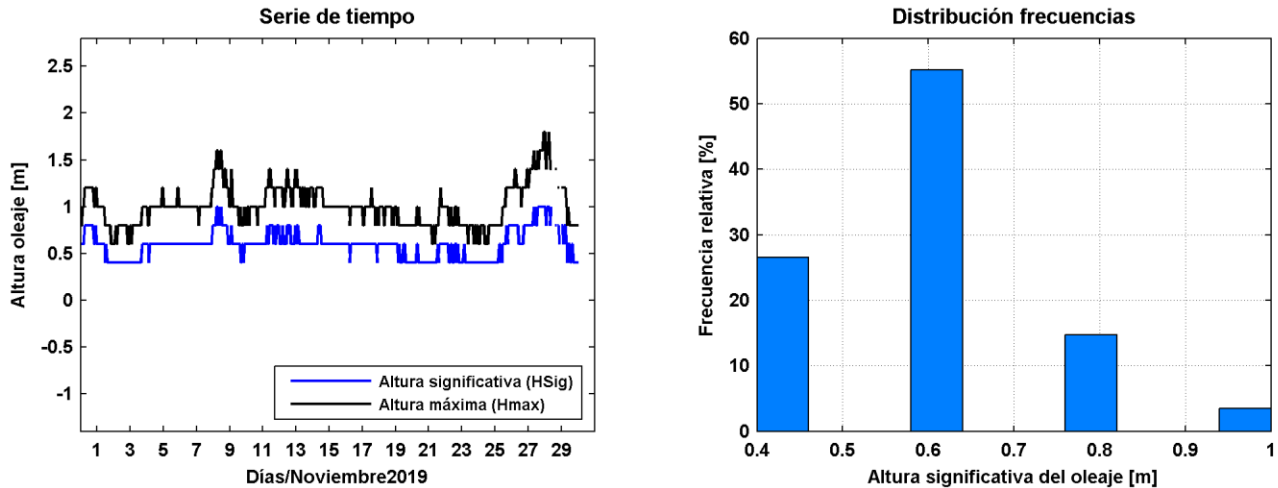 Serie de tiempo
Altura oleaje [m]
2.5
2
1.5
1
0.5
0
-0.5
-1
Altura significativa (HSig)
Altura máxima (Hmax)
1 3 5 7 9 11 13 15 17 19 21 23 25 27 29
Días/Noviembre2019
Distribución frecuencias
Frecuencia relativa [%]
60
50
40
30
20
10
0
0.4 0.5 0.6 0.7 0.8 0.9 1
Altura significativa del oleaje [m]